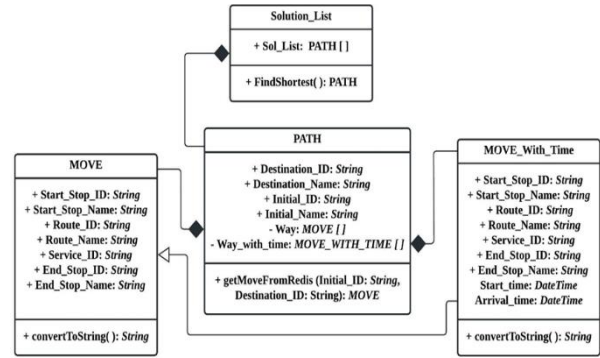 Solution_List
+ Sol_List: PATH [ ]
+ FindShortest( ): PATH
PATH
+ Destination_ID: String
+ Destination_Name: String
+ Initial_ID: String
+ Initial_Name: String
- Way: MOVE [ ]
- Way_with_time: MOVE_WITH_TIME [ ]
+ getMoveFromRedis (Initial_ID: String,
Destination_ID: String): MOVE
MOVE
+ Start_Stop_ID: String
+ Start_Stop_Name: String
+ Route_ID: String
+ Route_Name: String
+ Service_ID: String
+ End_Stop_ID: String
+ End_Stop_Name: String
+ convertToString( ): String
MOVE_With_Time
+ Start_Stop_ID: String
+ Start_Stop_Name: String
+ Route_ID: String
+ Route_Name: String
+ Service_ID: String
+ End_Stop_ID: String
+ End_Stop_Name: String
Start_time: DateTime
Arrival_time: DateTime
+ convertToString( ): String